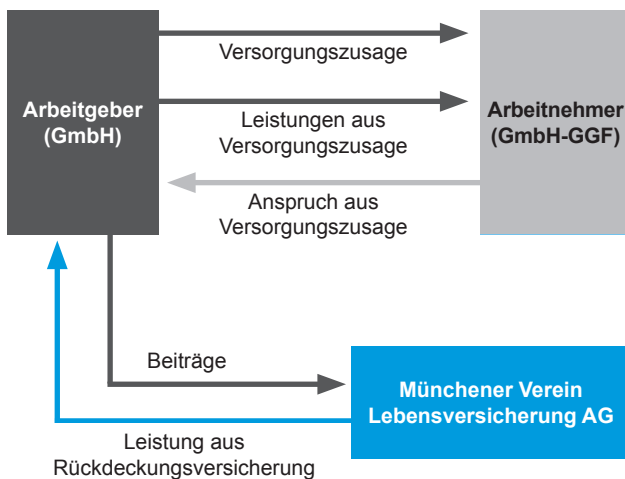 Versorgungszusage
Arbeitgeber
(GmbH)
Leistungen aus
Versorgungszusage
Arbeitnehmer
(GmbH-GGF)
Anspruch aus
Versorgungszusage
Beiträge
Münchener Verein
Lebensversicherung AG
Leistung aus
Rückdeckungsversicherung